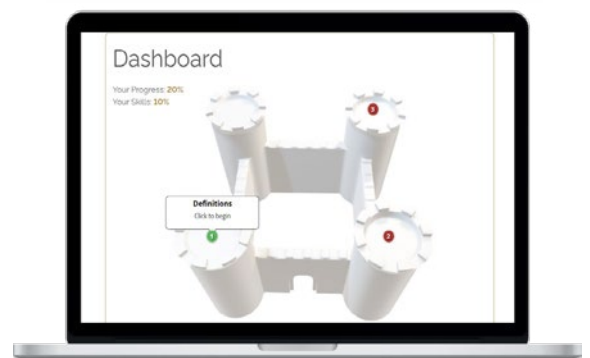 Dashboard
Your Progress: 20%
Your Skills: 10%
3
Definitions
Click to begin
1
2